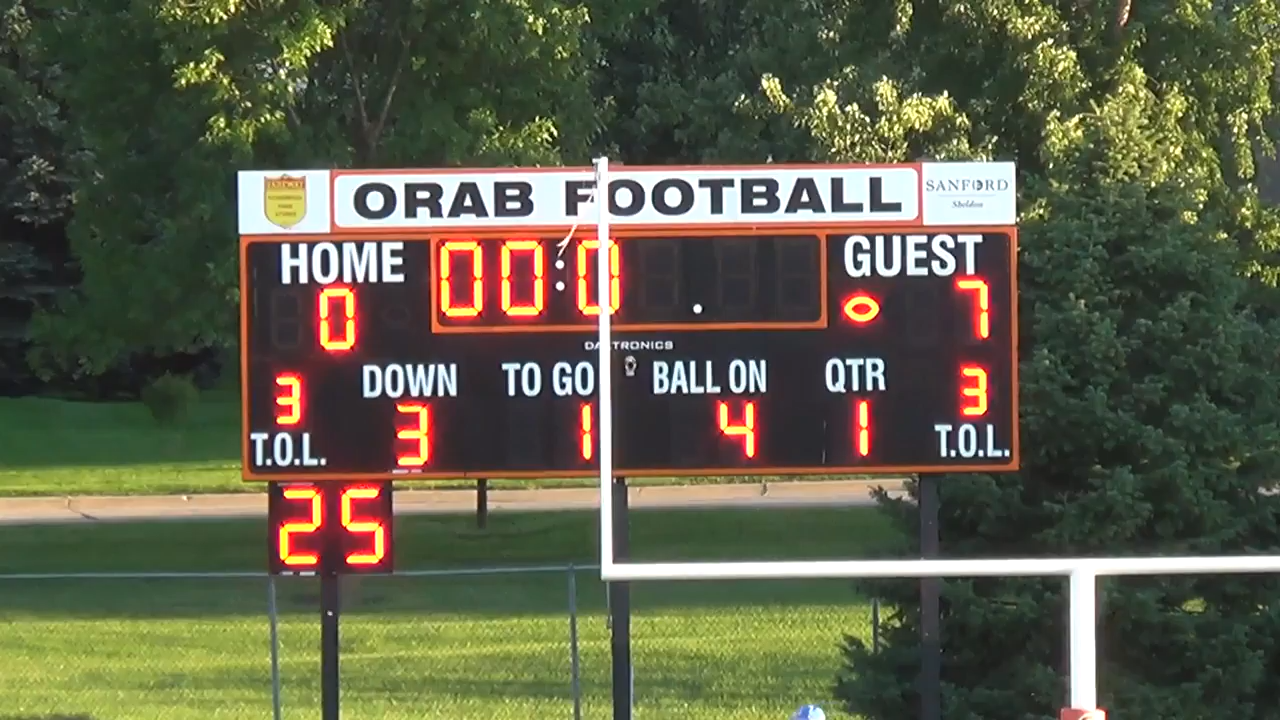 ORAB FOOTBALL
SANFORD
Sheldon
HOME
00:0
GUEST
0
7
DAKTRONICS
3
DOWN
TO GO
BALL ON
QTR
3
T.O.L.
3
1
4
1
T.O.L.
25